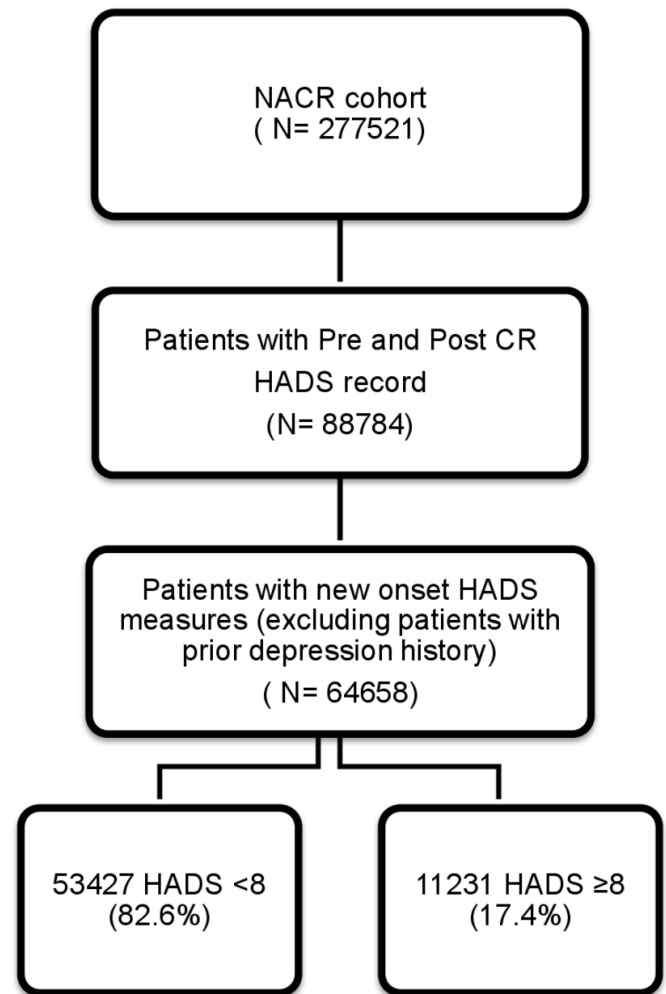 NACR cohort
( N= 277521)
Patients with Pre and Post CR
HADS record
(N= 88784)
Patients with new onset HADS
measures (excluding patients with
prior depression history)
( N= 64658)
53427 HADS <8
(82.6%)
11231 HADS ≥8
(17.4%)